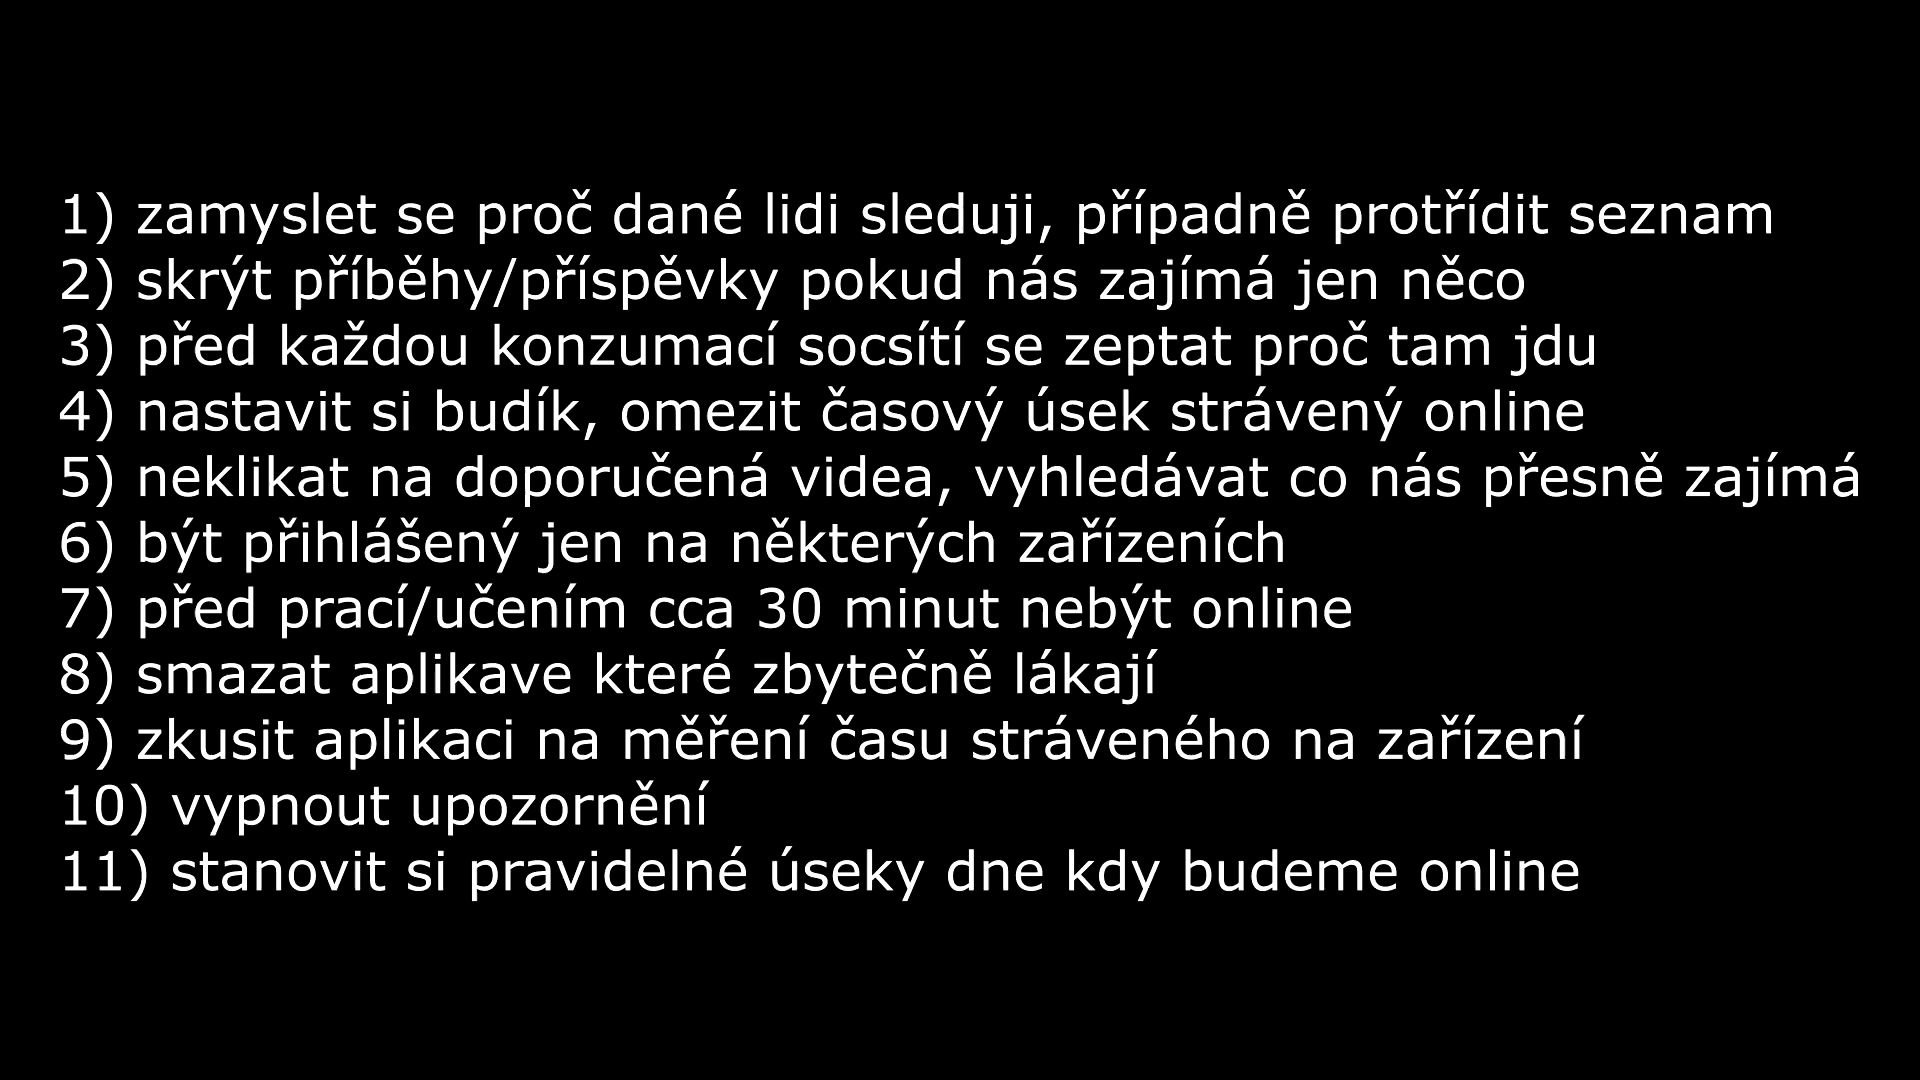 1) zamyslet se proč dané lidi sleduji, případně protřídit seznam
2) skrýt příběhy/příspěvky pokud nás zajímá jen něco
3) před každou konzumací socsítí se zeptat proč tam jdu
4) nastavit si budík, omezit časový úsek strávený online
5) neklikat na doporučená videa, vyhledávat co nás přesně zajímá
6) být přihlášený jen na některých zařízeních
7) před prací/učením cca 30 minut nebýt online
8) smazat aplikave které zbytečně lákají
9) zkusit aplikaci na měření času stráveného na zařízení
10) vypnout upozornění
11) stanovit si pravidelné úseky dne kdy budeme online